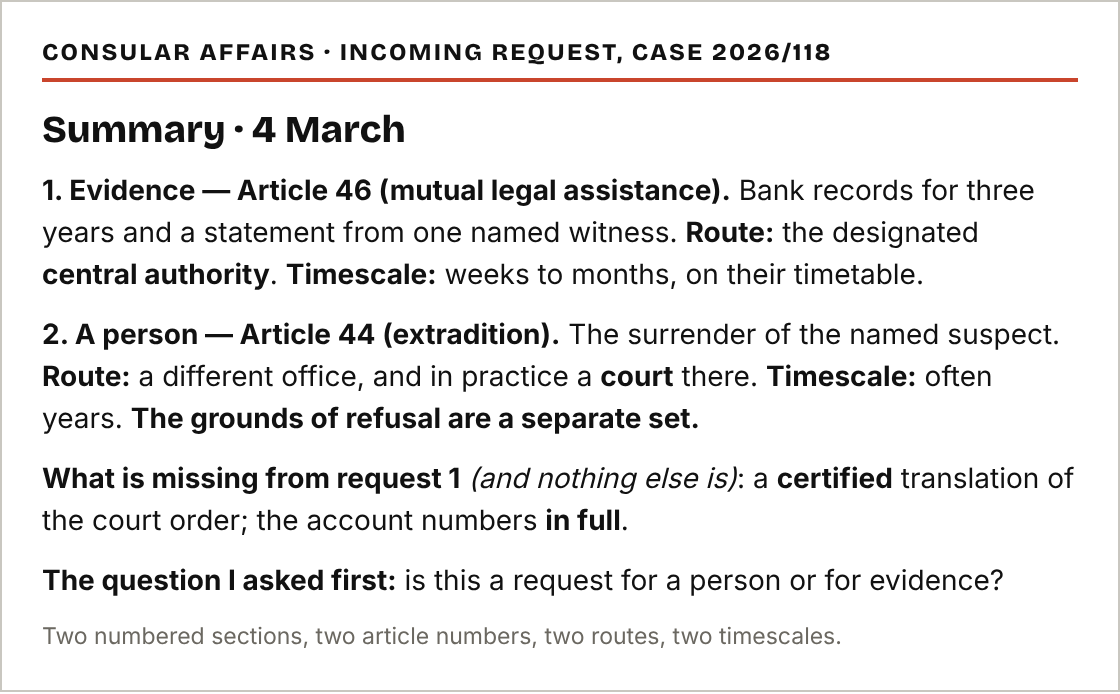 CONSULAR AFFAIRS · INCOMING REQUEST, CASE 2026/118
Summary · 4 March
1. Evidence — Article 46 (mutual legal assistance). Bank records for three
years and a statement from one named witness. Route: the designated
central authority. Timescale: weeks to months, on their timetable.
2. A person — Article 44 (extradition). The surrender of the named suspect.
Route: a different office, and in practice a court there. Timescale: often
years. The grounds of refusal are a separate set.
What is missing from request 1 (and nothing else is): a certified translation of
the court order; the account numbers in full.
The question I asked first: is this a request for a person or for evidence?
Two numbered sections, two article numbers, two routes, two timescales.